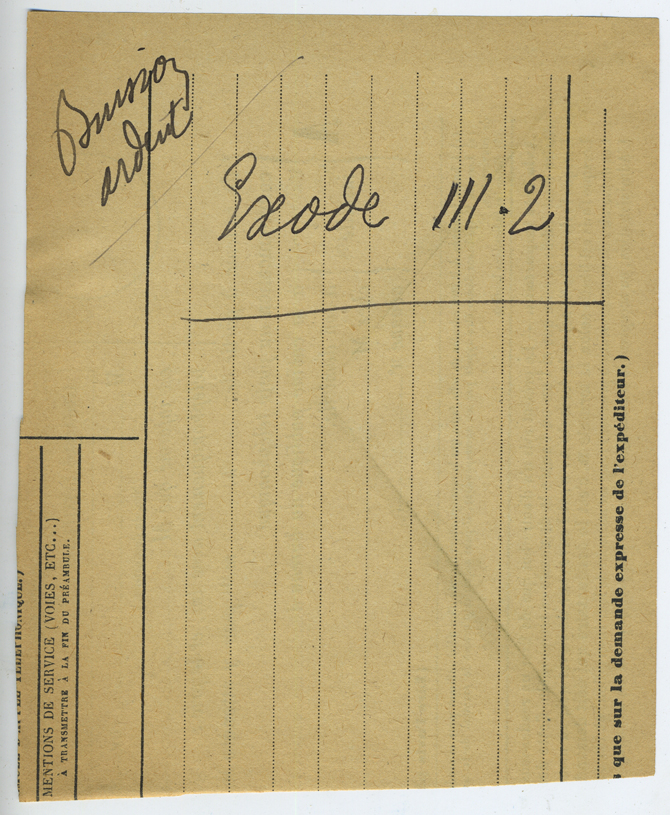 Buisson
ardent
Exode III-2
MENTIONS DE SERVICE (VOIES, ETC...)
À TRANSMETTRE À LA FIN DU PRÉAMBULE.
que sur la demande expresse de l'expéditeur.)